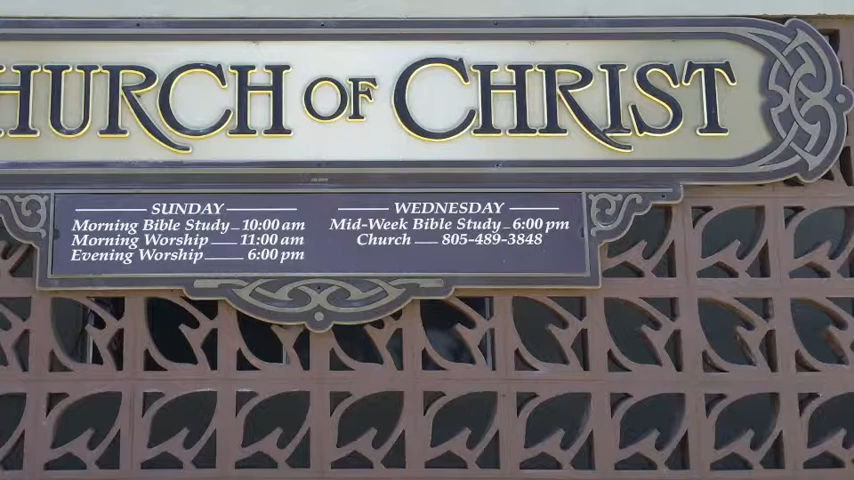 CHURCH OF CHRIST
SUNDAY
Morning Bible Study 10:00 am
Morning Worship 11:00 am
Evening Worship 6:00 pm
WEDNESDAY
Mid-Week Bible Study 6:00 pm
Church 805-489-3848